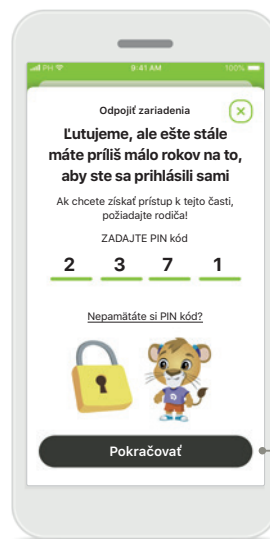 PH 9:41 AM 100%
Odpojiť zariadenia
Ľutujeme, ale ešte stále
máte príliš málo rokov na to,
aby ste sa prihlásili sami
Ak chcete získať prístup k tejto časti,
požiadajte rodiča!
ZADAJTE PIN kód
2 3 7 1
Nepamätáte si PIN kód?
Pokračovať